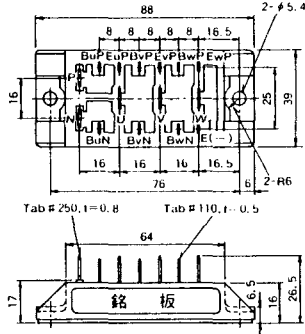 88
8 8 8 8 8 16.5
2-φ5.4
BuP EuP BvP EvP BwP EwP
P
16
25
39
N
U V W
BuN BvN BwN E(-)
16 16 16 16.5
76
6
2-R6
Tab#250,t=0.8
Tab#110,t=0.5
64
17
銘板
6.5
16
26.5